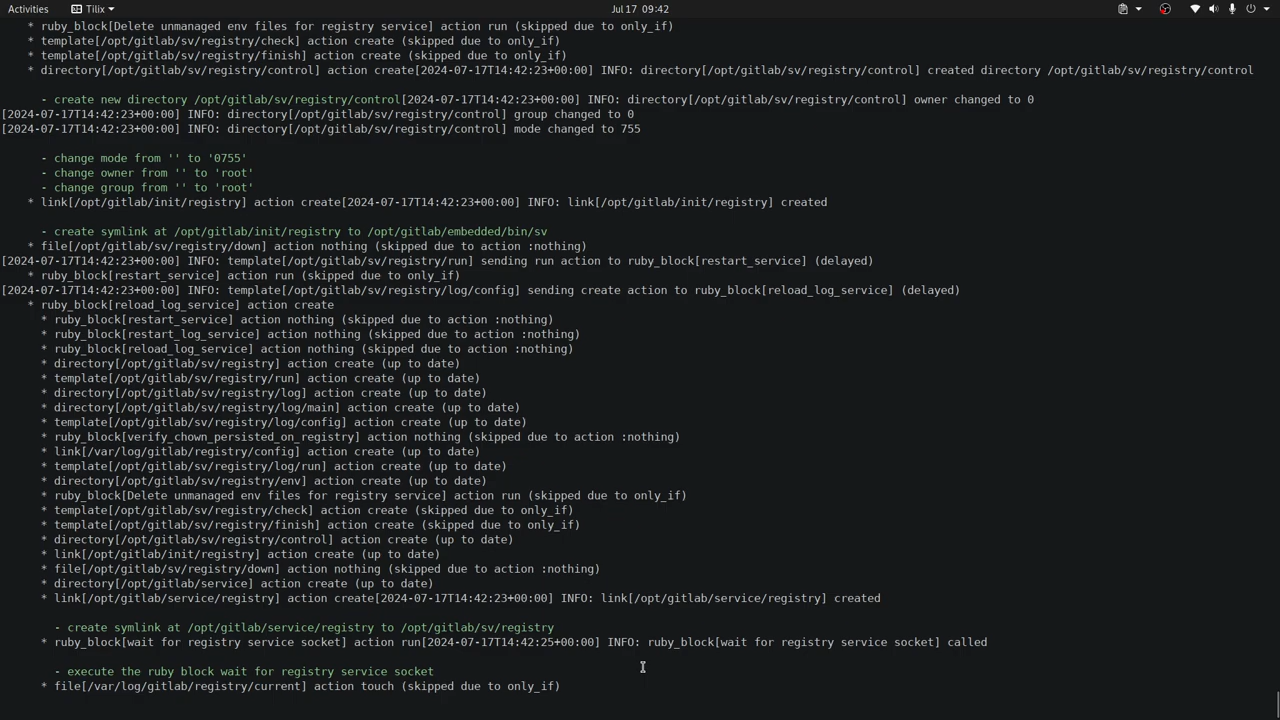 Activities
Tilix
Jul 17 09:42
* ruby_block[Delete unmanaged env files for registry service] action run (skipped due to only_if)
* template[/opt/gitlab/sv/registry/check] action create (skipped due to only_if)
* template[/opt/gitlab/sv/registry/finish] action create (skipped due to only_if)
* directory[/opt/gitlab/sv/registry/control] action create[2024-07-17T14:42:23+00:00] INFO: directory[/opt/gitlab/sv/registry/control] created directory /opt/gitlab/sv/registry/control
- create new directory /opt/gitlab/sv/registry/control[2024-07-17T14:42:23+00:00] INFO: directory[/opt/gitlab/sv/registry/control] owner changed to 0
[2024-07-17T14:42:23+00:00] INFO: directory[/opt/gitlab/sv/registry/control] group changed to 0
[2024-07-17T14:42:23+00:00] INFO: directory[/opt/gitlab/sv/registry/control] mode changed to 755
- change mode from '' to '0755'
- change owner from '' to 'root'
- change group from '' to 'root'
* link[/opt/gitlab/init/registry] action create[2024-07-17T14:42:23+00:00] INFO: link[/opt/gitlab/init/registry] created
- create symlink at /opt/gitlab/init/registry to /opt/gitlab/embedded/bin/sv
* file[/opt/gitlab/sv/registry/down] action nothing (skipped due to action :nothing)
[2024-07-17T14:42:23+00:00] INFO: template[/opt/gitlab/sv/registry/run] sending run action to ruby_block[restart_service] (delayed)
* ruby_block[restart_service] action run (skipped due to only_if)
[2024-07-17T14:42:23+00:00] INFO: template[/opt/gitlab/sv/registry/log/config] sending create action to ruby_block[reload_log_service] (delayed)
* ruby_block[reload_log_service] action create
* ruby_block[restart_service] action nothing (skipped due to action :nothing)
* ruby_block[restart_log_service] action nothing (skipped due to action :nothing)
* ruby_block[reload_log_service] action nothing (skipped due to action :nothing)
* directory[/opt/gitlab/sv/registry] action create (up to date)
* template[/opt/gitlab/sv/registry/run] action create (up to date)
* directory[/opt/gitlab/sv/registry/log] action create (up to date)
* directory[/opt/gitlab/sv/registry/log/main] action create (up to date)
* template[/opt/gitlab/sv/registry/log/config] action create (up to date)
* ruby_block[verify_chown_persisted_on_registry] action nothing (skipped due to action :nothing)
* link[/var/log/gitlab/registry/config] action create (up to date)
* template[/opt/gitlab/sv/registry/log/run] action create (up to date)
* directory[/opt/gitlab/sv/registry/env] action create (up to date)
* ruby_block[Delete unmanaged env files for registry service] action run (skipped due to only_if)
* template[/opt/gitlab/sv/registry/check] action create (skipped due to only_if)
* template[/opt/gitlab/sv/registry/finish] action create (skipped due to only_if)
* directory[/opt/gitlab/sv/registry/control] action create (up to date)
* link[/opt/gitlab/init/registry] action create (up to date)
* file[/opt/gitlab/sv/registry/down] action nothing (skipped due to action :nothing)
* directory[/opt/gitlab/service] action create (up to date)
* link[/opt/gitlab/service/registry] action create[2024-07-17T14:42:23+00:00] INFO: link[/opt/gitlab/service/registry] created
- create symlink at /opt/gitlab/service/registry to /opt/gitlab/sv/registry
* ruby_block[wait for registry service socket] action run[2024-07-17T14:42:25+00:00] INFO: ruby_block[wait for registry service socket] called
- execute the ruby block wait for registry service socket
* file[/var/log/gitlab/registry/current] action touch (skipped due to only_if)